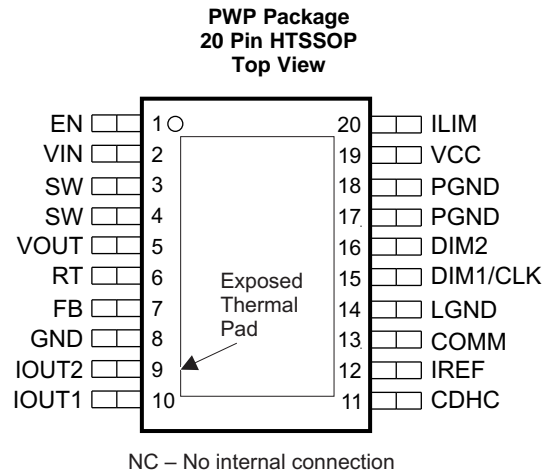 PWP Package
20 Pin HTSSOP
Top View
EN 1 20 ILIM
VIN 2 19 VCC
SW 3 18 PGND
SW 4 17 PGND
VOUT 5 16 DIM2
RT 6 15 DIM1/CLK
FB 7 14 LGND
GND 8 13 COMM
IOUT2 9 12 IREF
IOUT1 10 11 CDHC
Exposed
Thermal
Pad
NC – No internal connection